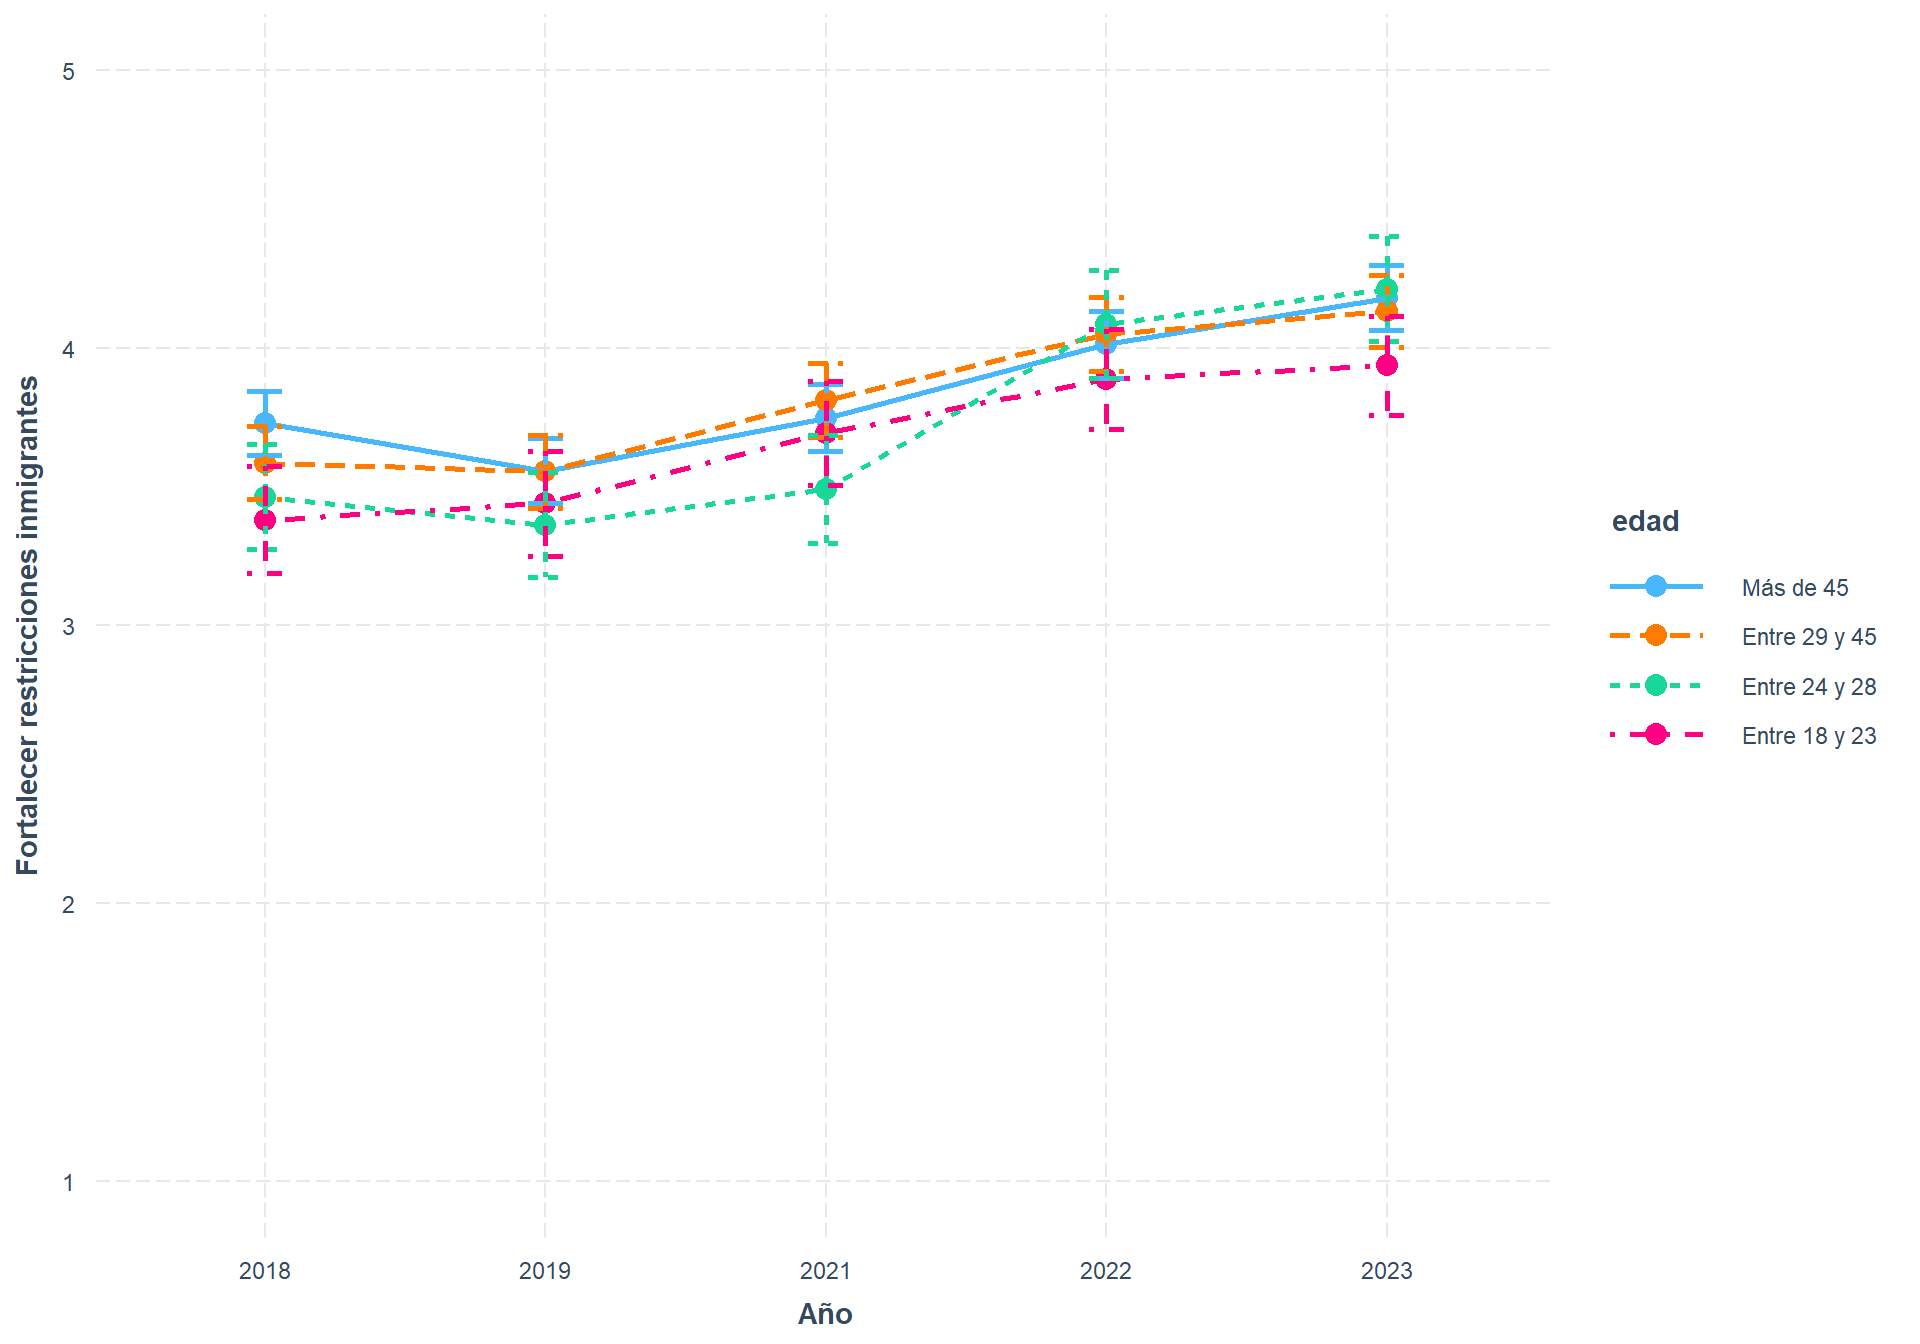 Fortalecer restricciones inmigrantes
5
4
3
2
1
2018
2019
2021
2022
2023
Año
edad
Más de 45
Entre 29 y 45
Entre 24 y 28
Entre 18 y 23